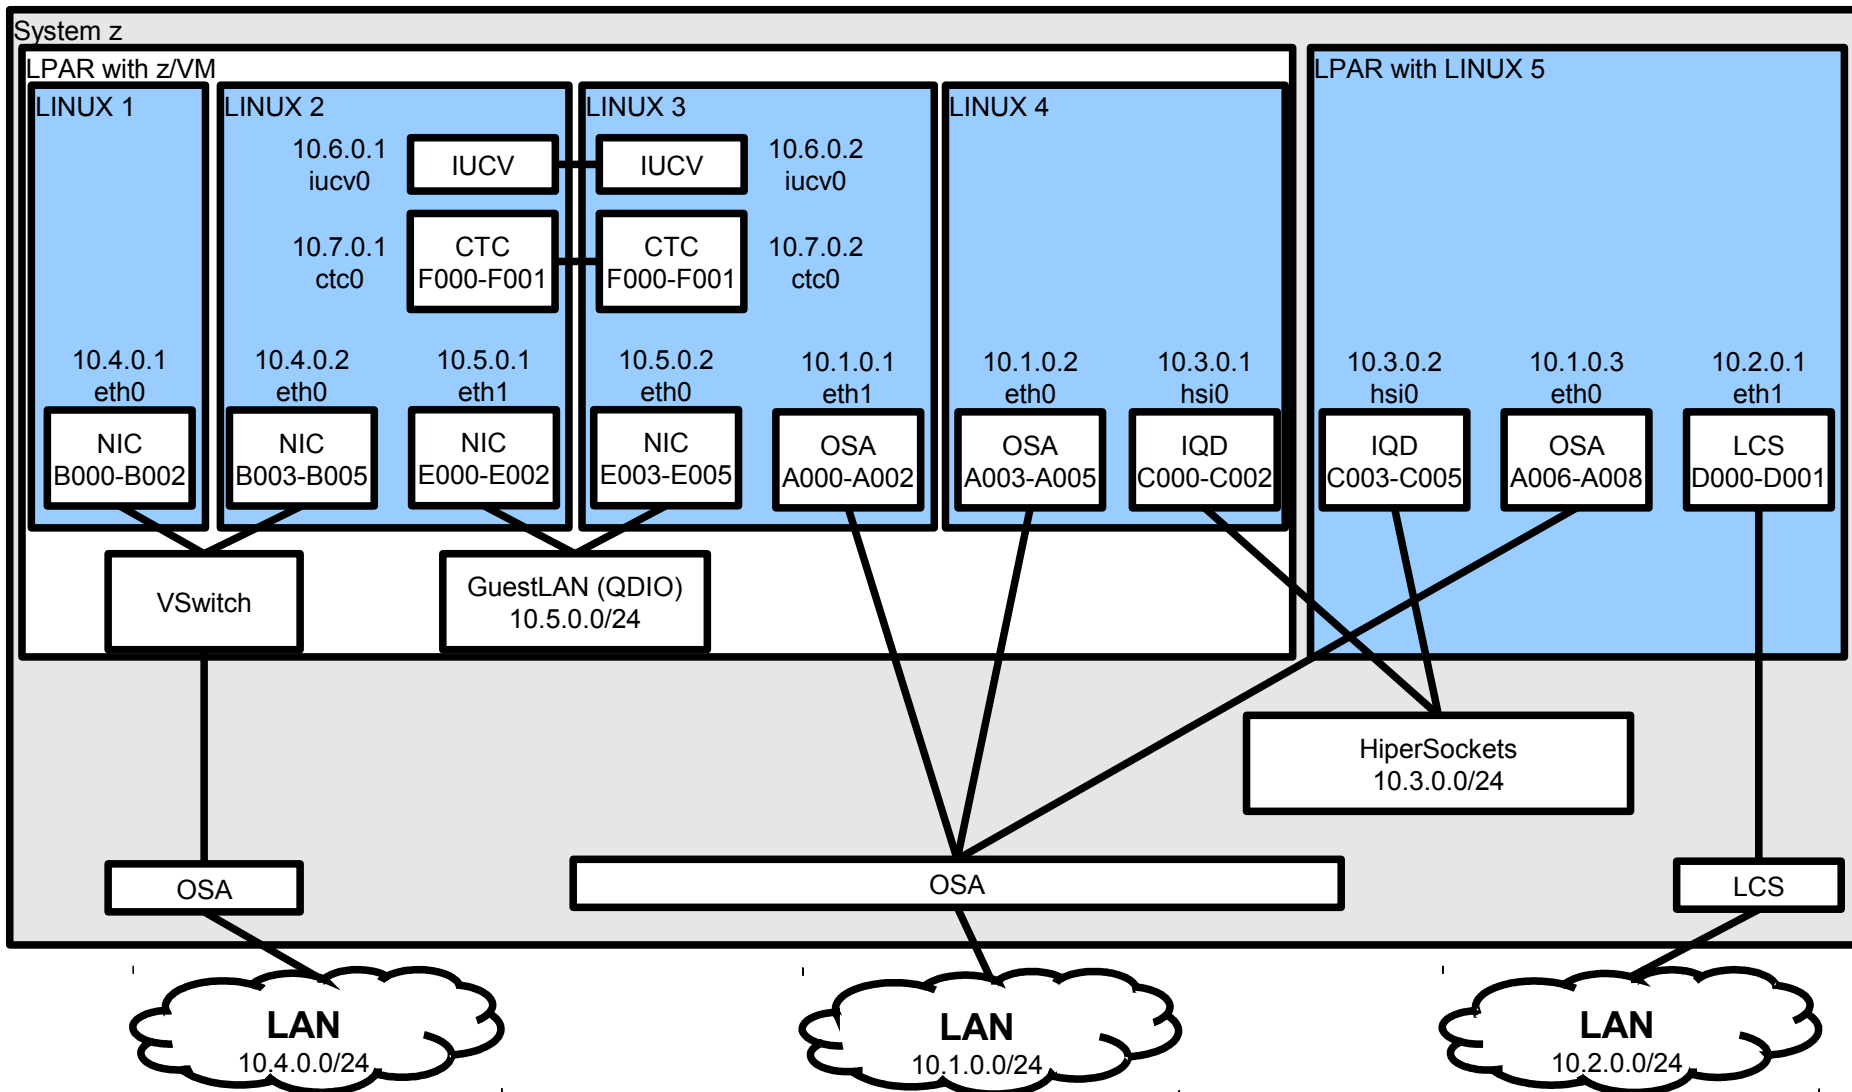 System z
LPAR with z/VM
LPAR with LINUX 5
LINUX 1
LINUX 2
LINUX 3
LINUX 4
10.6.0.1
iucv0
IUCV
IUCV
10.6.0.2
iucv0
10.7.0.1
ctc0
CTC
F000-F001
CTC
F000-F001
10.7.0.2
ctc0
10.4.0.1
eth0
10.4.0.2
eth0
10.5.0.1
eth1
10.5.0.2
eth0
10.1.0.1
eth1
10.1.0.2
eth0
10.3.0.1
hsi0
10.3.0.2
hsi0
10.1.0.3
eth0
10.2.0.1
eth1
NIC
B000-B002
NIC
B003-B005
NIC
E000-E002
NIC
E003-E005
OSA
A000-A002
OSA
A003-A005
IQD
C000-C002
IQD
C003-C005
OSA
A006-A008
LCS
D000-D001
VSwitch
GuestLAN (QDIO)
10.5.0.0/24
HiperSockets
10.3.0.0/24
OSA
OSA
LCS
LAN
10.4.0.0/24
LAN
10.1.0.0/24
LAN
10.2.0.0/24